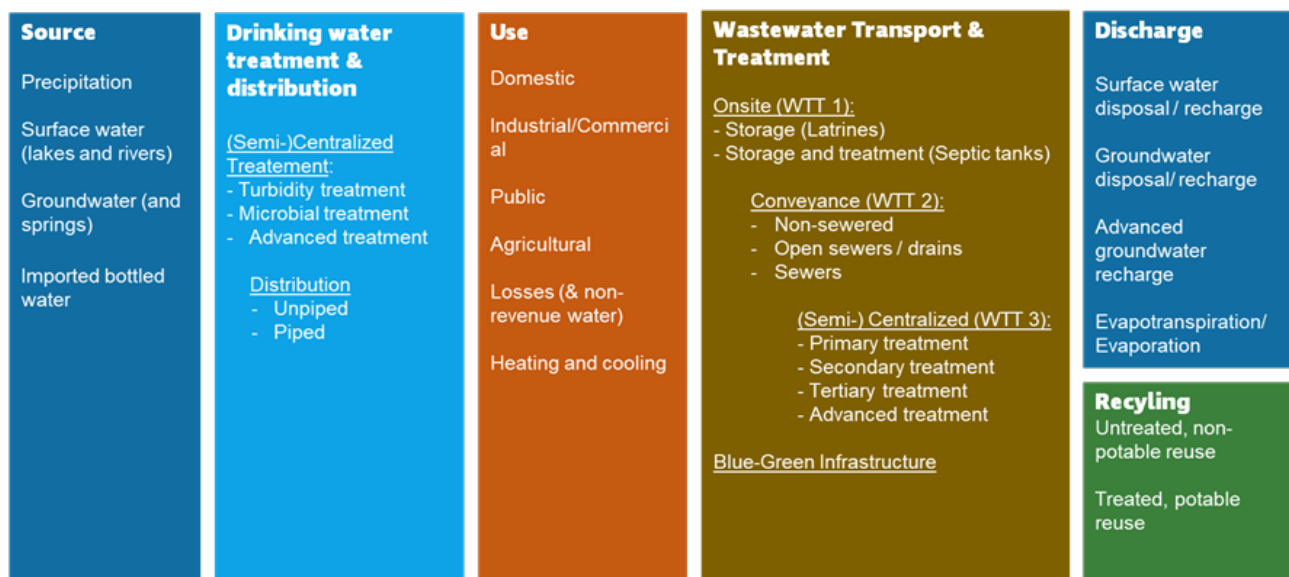 Source
Precipitation
Surface water
(lakes and rivers)
Groundwater (and
springs)
Imported bottled
water
Drinking water
treatment &
distribution
(Semi-)Centralized
Treatement:
- Turbidity treatment
- Microbial treatment
- Advanced treatment
Distribution
- Unpiped
- Piped
Use
Domestic
Industrial/Commerci
al
Public
Agricultural
Losses (& non-
revenue water)
Heating and cooling
Wastewater Transport &
Treatment
Onsite (WTT 1):
- Storage (Latrines)
- Storage and treatment (Septic tanks)
Conveyance (WTT 2):
- Non-sewered
- Open sewers / drains
- Sewers
(Semi-) Centralized (WTT 3):
- Primary treatment
- Secondary treatment
- Tertiary treatment
- Advanced treatment
Blue-Green Infrastructure
Discharge
Surface water
disposal / recharge
Groundwater
disposal/ recharge
Advanced
groundwater
recharge
Evapotranspiration/
Evaporation
Recyling
Untreated, non-
potable reuse
Treated, potable
reuse